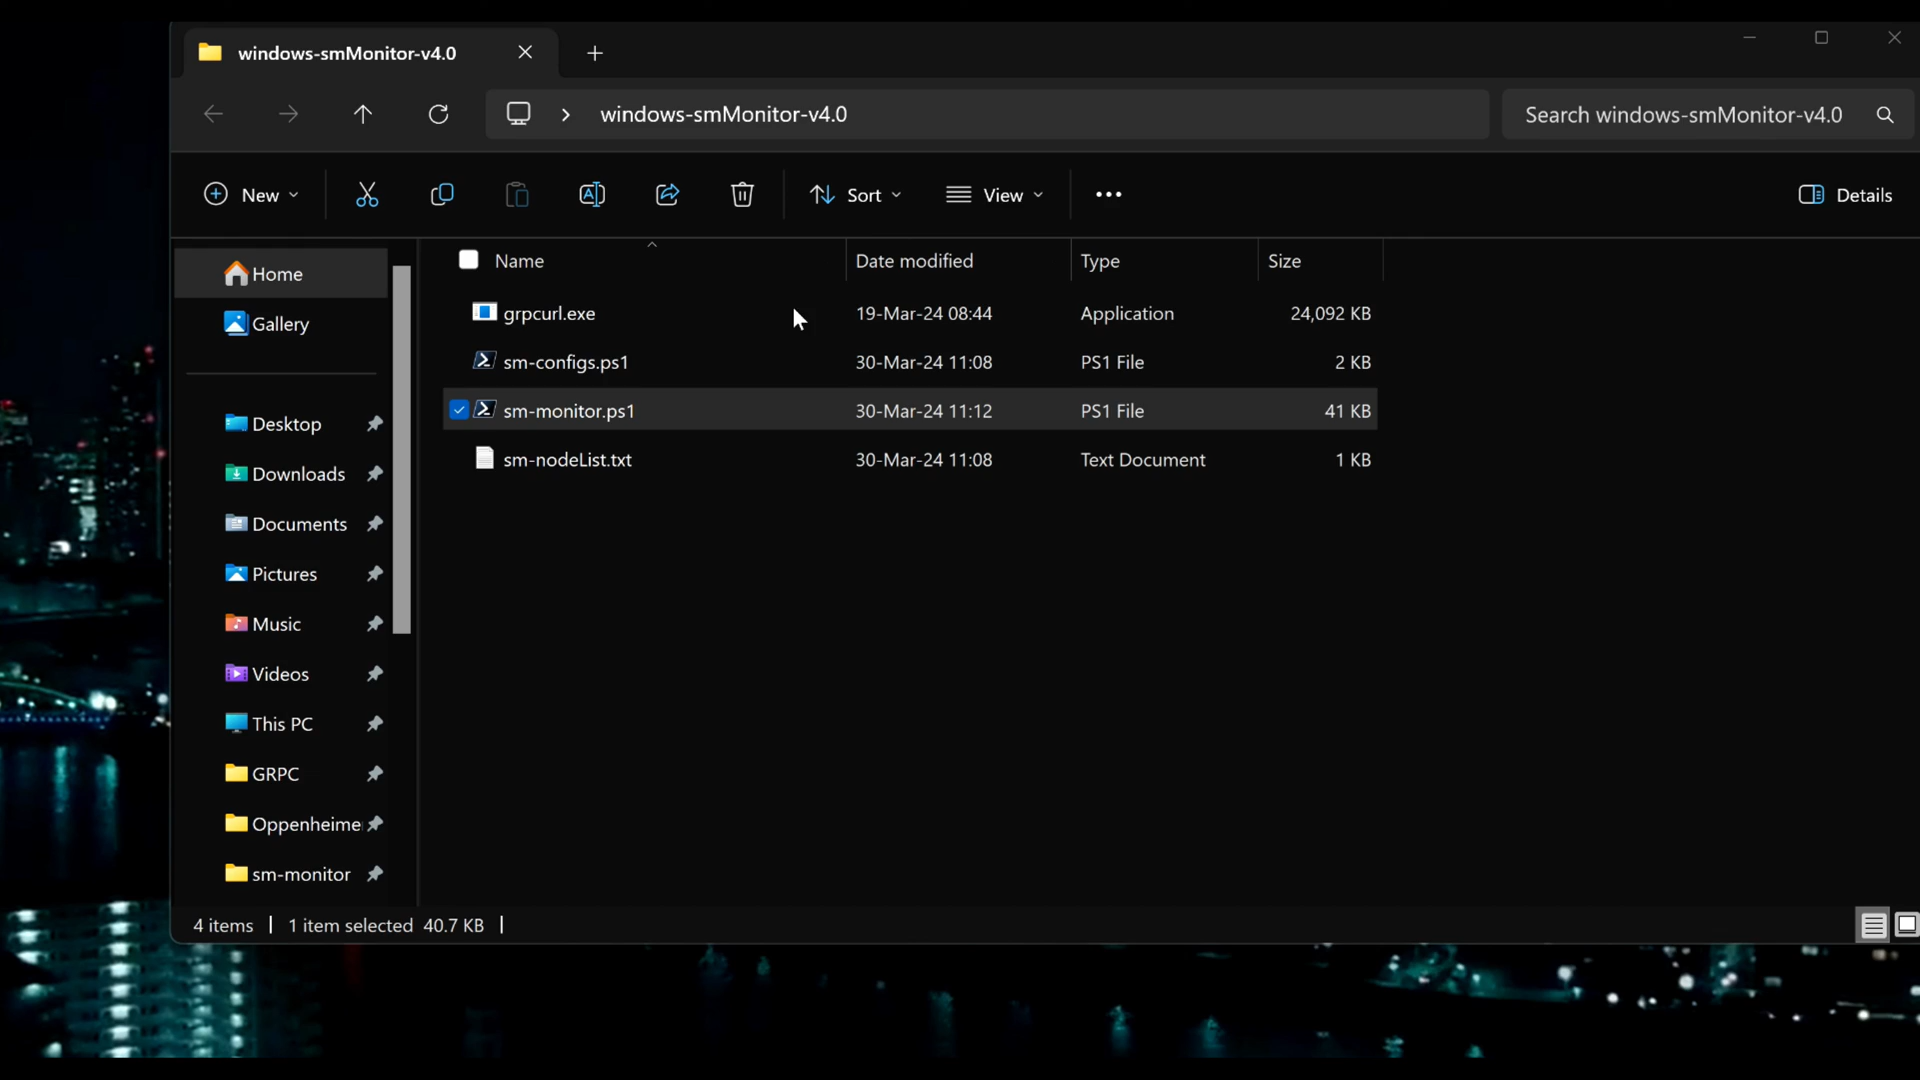 windows-smMonitor-v4.0
windows-smMonitor-v4.0
Search windows-smMonitor-v4.0
New
Sort
View
Details
Name Date modified Type Size
grpcurl.exe 19-Mar-24 08:44 Application 24,092 KB
sm-configs.ps1 30-Mar-24 11:08 PS1 File 2 KB
sm-monitor.ps1 30-Mar-24 11:12 PS1 File 41 KB
sm-nodeList.txt 30-Mar-24 11:08 Text Document 1 KB
Home
Gallery
Desktop
Downloads
Documents
Pictures
Music
Videos
This PC
GRPC
Oppenheime
sm-monitor
4 items 1 item selected 40.7 KB